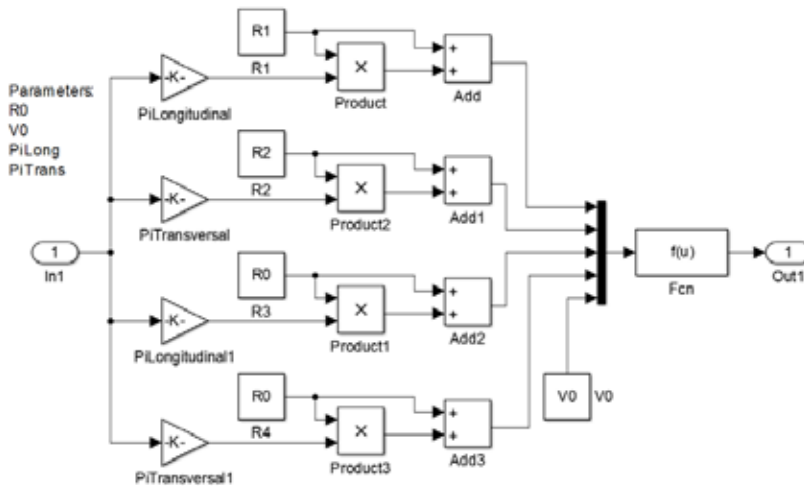 Parameters:
R0
V0
PiLong
PiTrans
1
In1
-K-
PiLongitudinal
R1
R1
×
Product
+
+
Add
-K-
PiTransversal
R2
R2
×
Product2
+
+
Add1
-K-
PiLongitudinal1
R0
R3
×
Product1
+
+
Add2
-K-
PiTransversal1
R0
R4
×
Product3
+
+
Add3
V0
V0
f(u)
Fcn
1
Out1